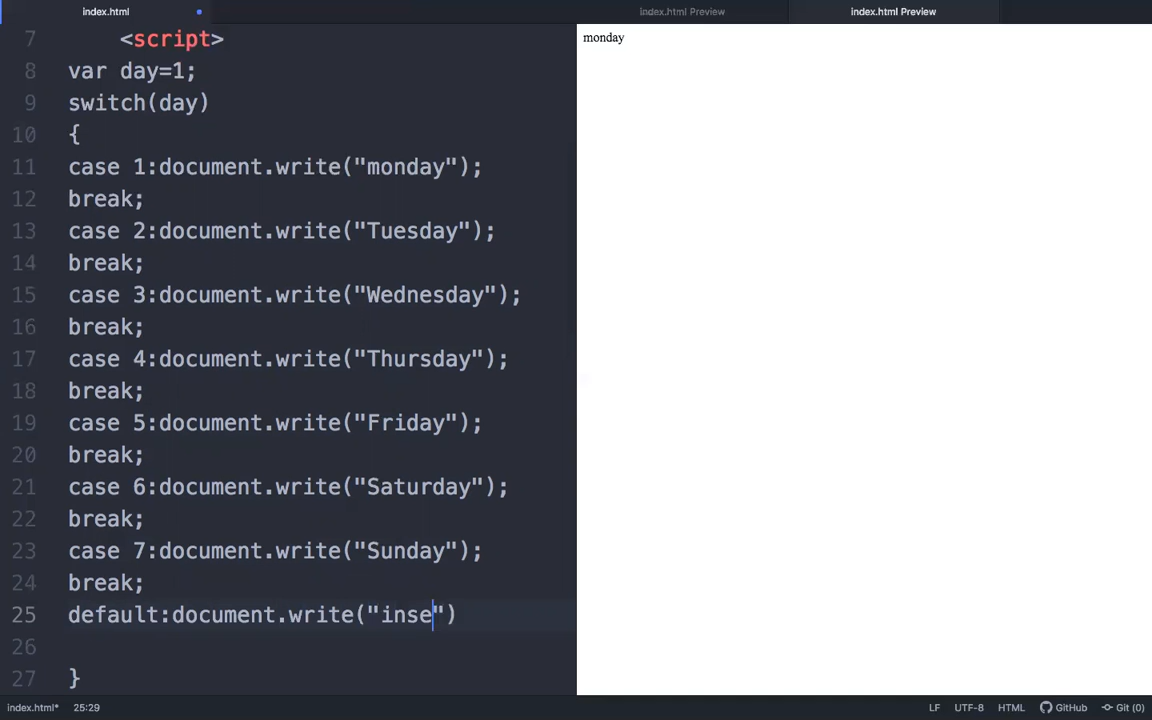 index.html
index.html Preview
index.html Preview
7 <script>
8 var day=1;
9 switch(day)
10 {
11 case 1:document.write("monday");
12 break;
13 case 2:document.write("Tuesday");
14 break;
15 case 3:document.write("Wednesday");
16 break;
17 case 4:document.write("Thursday");
18 break;
19 case 5:document.write("Friday");
20 break;
21 case 6:document.write("Saturday");
22 break;
23 case 7:document.write("Sunday");
24 break;
25 default:document.write("inse")
26
27 }
monday
index.html* 25:29 LF UTF-8 HTML GitHub Git (0)